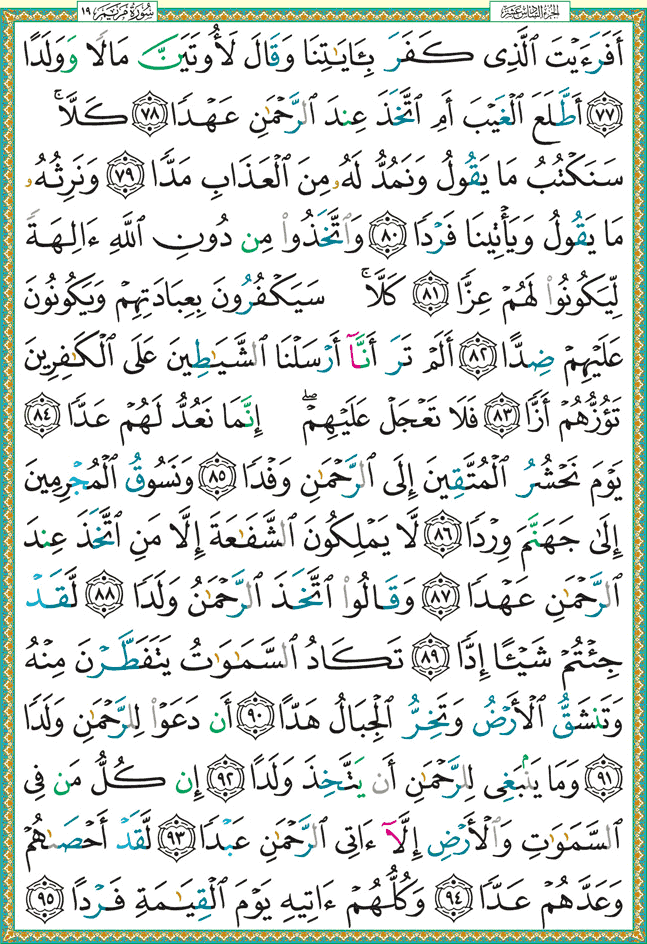 سُورَةُ مَرْيَم ١٩
الجزء السادس عشر
أَفَرَءَيۡتَ ٱلَّذِى كَفَرَ بِـَٔايَٰتِنَا وَقَالَ لَأُوتَيَنَّ مَالًا وَوَلَدًا
﴿٧٧﴾ أَطَّلَعَ ٱلۡغَيۡبَ أَمِ ٱتَّخَذَ عِندَ ٱلرَّحۡمَٰنِ عَهۡدًا ﴿٧٨﴾ كَلَّاۚ
سَنَكۡتُبُ مَا يَقُولُ وَنَمُدُّ لَهُۥ مِنَ ٱلۡعَذَابِ مَدًّا ﴿٧٩﴾ وَنَرِثُهُۥ
مَا يَقُولُ وَيَأۡتِينَا فَرۡدًا ﴿٨٠﴾ وَٱتَّخَذُواْ مِن دُونِ ٱللَّهِ ءَالِهَةً
لِّيَكُونُواْ لَهُمۡ عِزًّا ﴿٨١﴾ كَلَّاۚ سَيَكۡفُرُونَ بِعِبَادَتِهِمۡ وَيَكُونُونَ
عَلَيۡهِمۡ ضِدًّا ﴿٨٢﴾ أَلَمۡ تَرَ أَنَّآ أَرۡسَلۡنَا ٱلشَّيَٰطِينَ عَلَى ٱلۡكَٰفِرِينَ
تَؤُزُّهُمۡ أَزًّا ﴿٨٣﴾ فَلَا تَعۡجَلۡ عَلَيۡهِمۡۖ إِنَّمَا نَعُدُّ لَهُمۡ عَدًّا ﴿٨٤﴾
يَوۡمَ نَحۡشُرُ ٱلۡمُتَّقِينَ إِلَى ٱلرَّحۡمَٰنِ وَفۡدًا ﴿٨٥﴾ وَنَسُوقُ ٱلۡمُجۡرِمِينَ
إِلَىٰ جَهَنَّمَ وِرۡدًا ﴿٨٦﴾ لَّا يَمۡلِكُونَ ٱلشَّفَٰعَةَ إِلَّا مَنِ ٱتَّخَذَ عِندَ
ٱلرَّحۡمَٰنِ عَهۡدًا ﴿٨٧﴾ وَقَالُواْ ٱتَّخَذَ ٱلرَّحۡمَٰنُ وَلَدًا ﴿٨٨﴾ لَّقَدۡ
جِئۡتُمۡ شَيۡـًٔا إِدًّا ﴿٨٩﴾ تَكَادُ ٱلسَّمَٰوَٰتُ يَتَفَطَّرۡنَ مِنۡهُ
وَتَنشَقُّ ٱلۡأَرۡضُ وَتَخِرُّ ٱلۡجِبَالُ هَدًّا ﴿٩٠﴾ أَن دَعَوۡاْ لِلرَّحۡمَٰنِ وَلَدًا
﴿٩١﴾ وَمَا يَنۢبَغِى لِلرَّحۡمَٰنِ أَن يَتَّخِذَ وَلَدًا ﴿٩٢﴾ إِن كُلُّ مَن فِى
ٱلسَّمَٰوَٰتِ وَٱلۡأَرۡضِ إِلَّآ ءَاتِى ٱلرَّحۡمَٰنِ عَبۡدًا ﴿٩٣﴾ لَّقَدۡ أَحۡصَىٰهُمۡ
وَعَدَّهُمۡ عَدًّا ﴿٩٤﴾ وَكُلُّهُمۡ ءَاتِيهِ يَوۡمَ ٱلۡقِيَٰمَةِ فَرۡدًا ﴿٩٥﴾